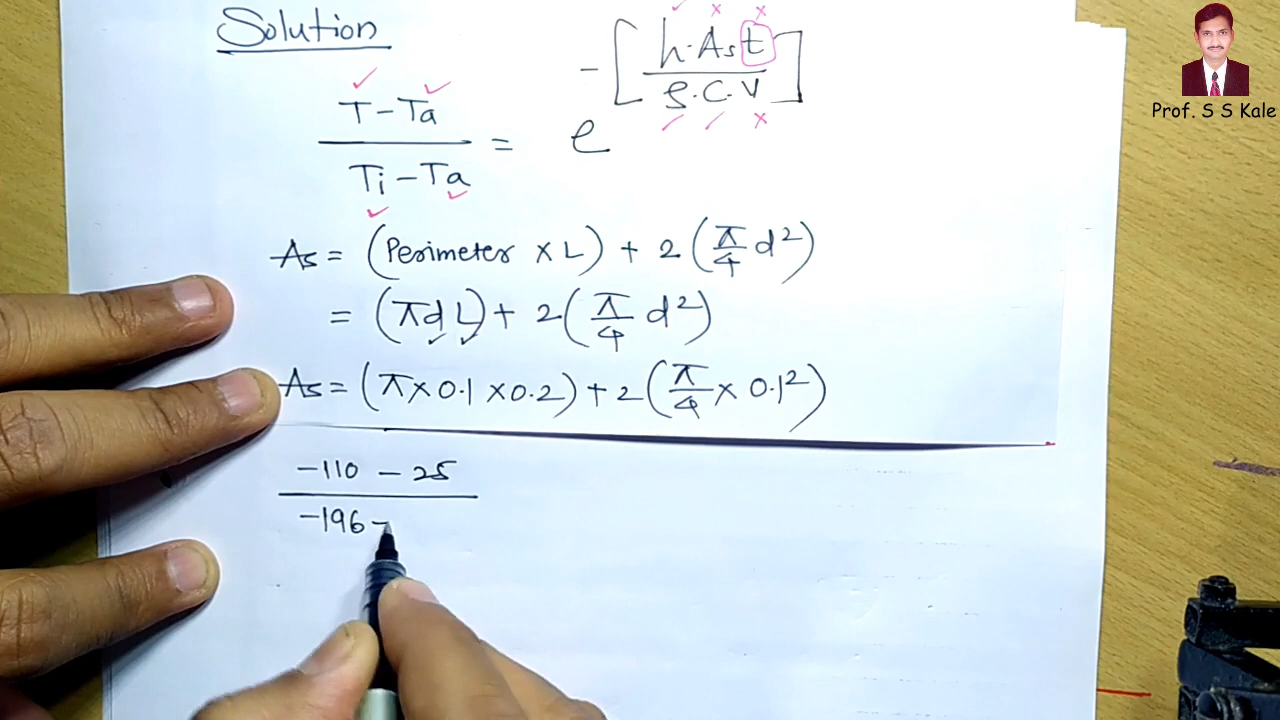 Solution
T-Ta / Ti-Ta = e -[h·As t / ρ.C.V]
As = (Perimeter × L) + 2(π/4 d²)
= (πdL) + 2(π/4 d²)
As = (π×0.1×0.2) + 2(π/4 × 0.1²)
-110 - 25
-196 -
Prof. S S Kale